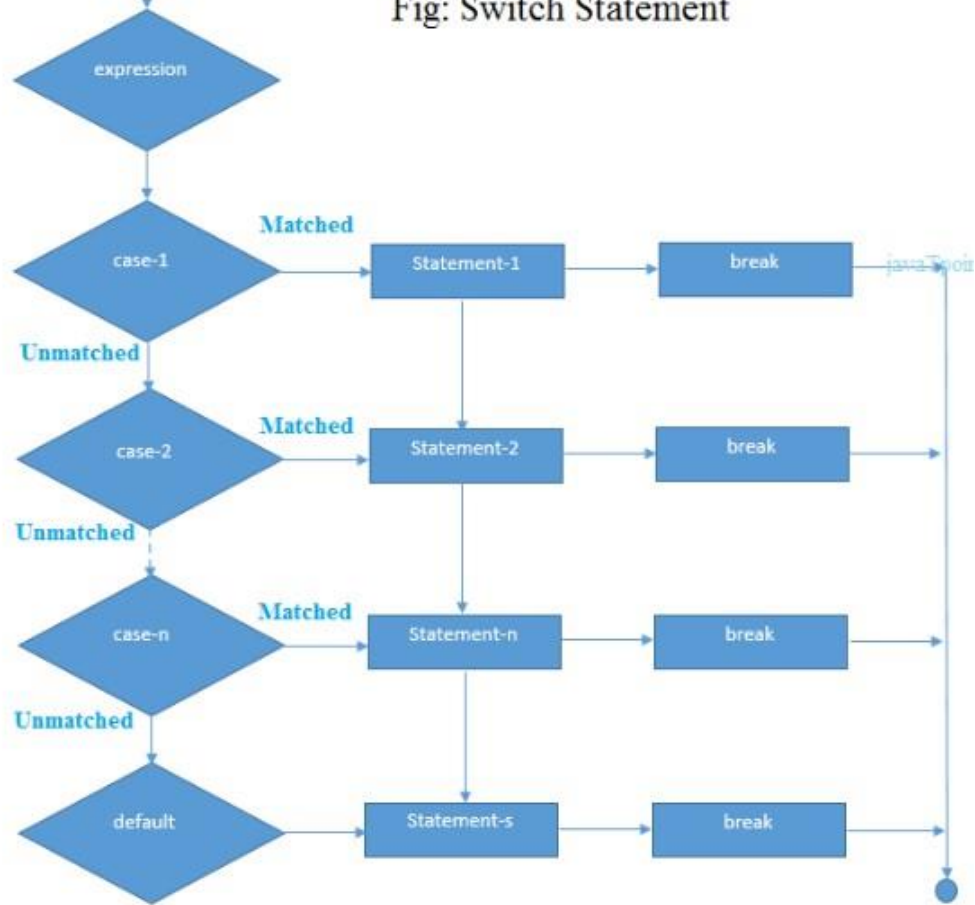 Fig: Switch Statement
expression
Matched
case-1
Statement-1
break
Unmatched
Matched
case-2
Statement-2
break
Unmatched
Matched
case-n
Statement-n
break
Unmatched
default
Statement-s
break